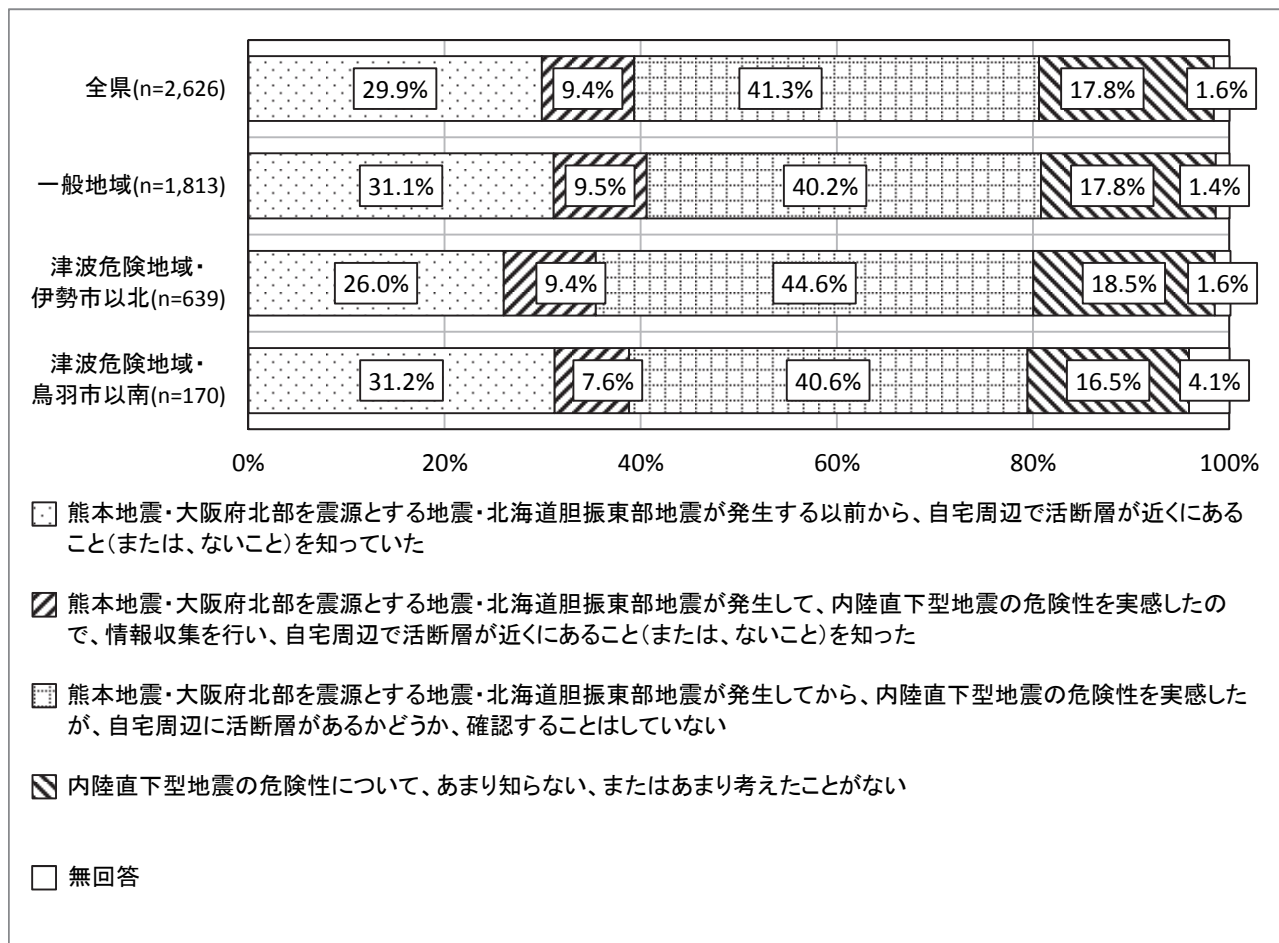 全県(n=2,626)
29.9%
9.4%
41.3%
17.8%
1.6%
一般地域(n=1,813)
31.1%
9.5%
40.2%
17.8%
1.4%
津波危険地域・
伊勢市以北(n=639)
26.0%
9.4%
44.6%
18.5%
1.6%
津波危険地域・
鳥羽市以南(n=170)
31.2%
7.6%
40.6%
16.5%
4.1%
0%
20%
40%
60%
80%
100%
熊本地震・大阪府北部を震源とする地震・北海道胆振東部地震が発生する以前から、自宅周辺で活断層が近くにある
こと(または、ないこと)を知っていた
熊本地震・大阪府北部を震源とする地震・北海道胆振東部地震が発生して、内陸直下型地震の危険性を実感したの
で、情報収集を行い、自宅周辺で活断層が近くにあること(または、ないこと)を知った
熊本地震・大阪府北部を震源とする地震・北海道胆振東部地震が発生してから、内陸直下型地震の危険性を実感した
が、自宅周辺に活断層があるかどうか、確認することはしていない
内陸直下型地震の危険性について、あまり知らない、またはあまり考えたことがない
無回答